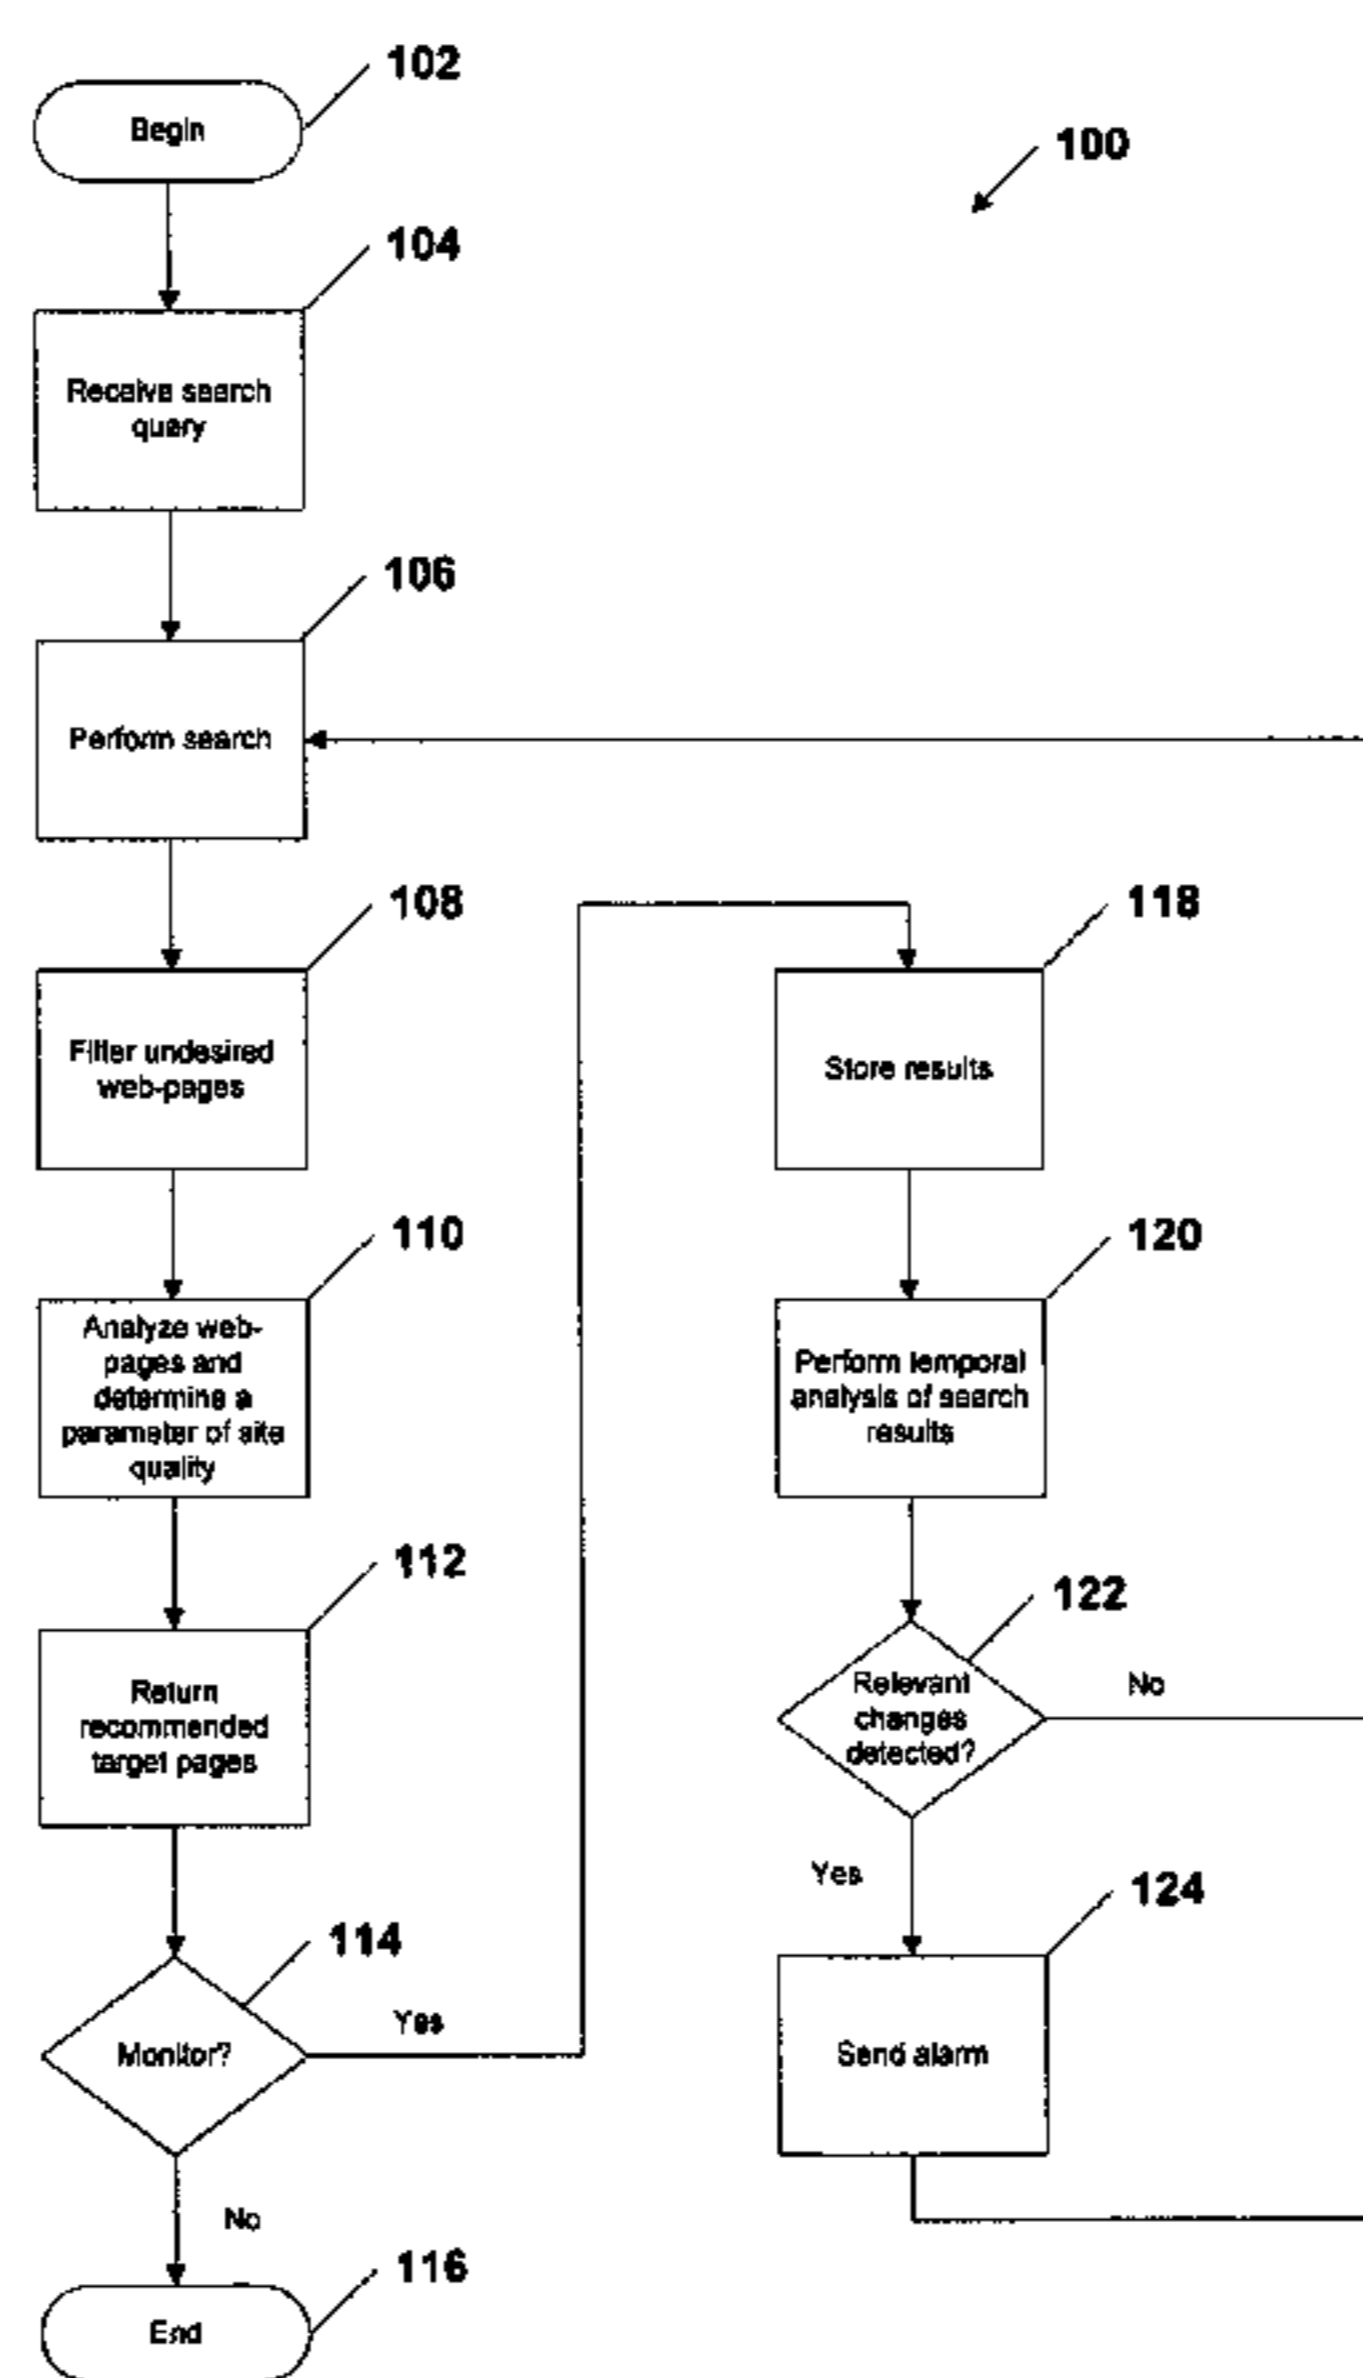 102
Begin
100
104
Receive search
query
106
Perform search
108
Filter undesired
web-pages
110
Analyze web-
pages and
determine a
parameter of site
quality
112
Return
recommended
target pages
114
Monitor?
Yes
No
116
End
118
Store results
120
Perform temporal
analysis of search
results
122
Relevant
changes
detected?
No
Yes
124
Send alarm